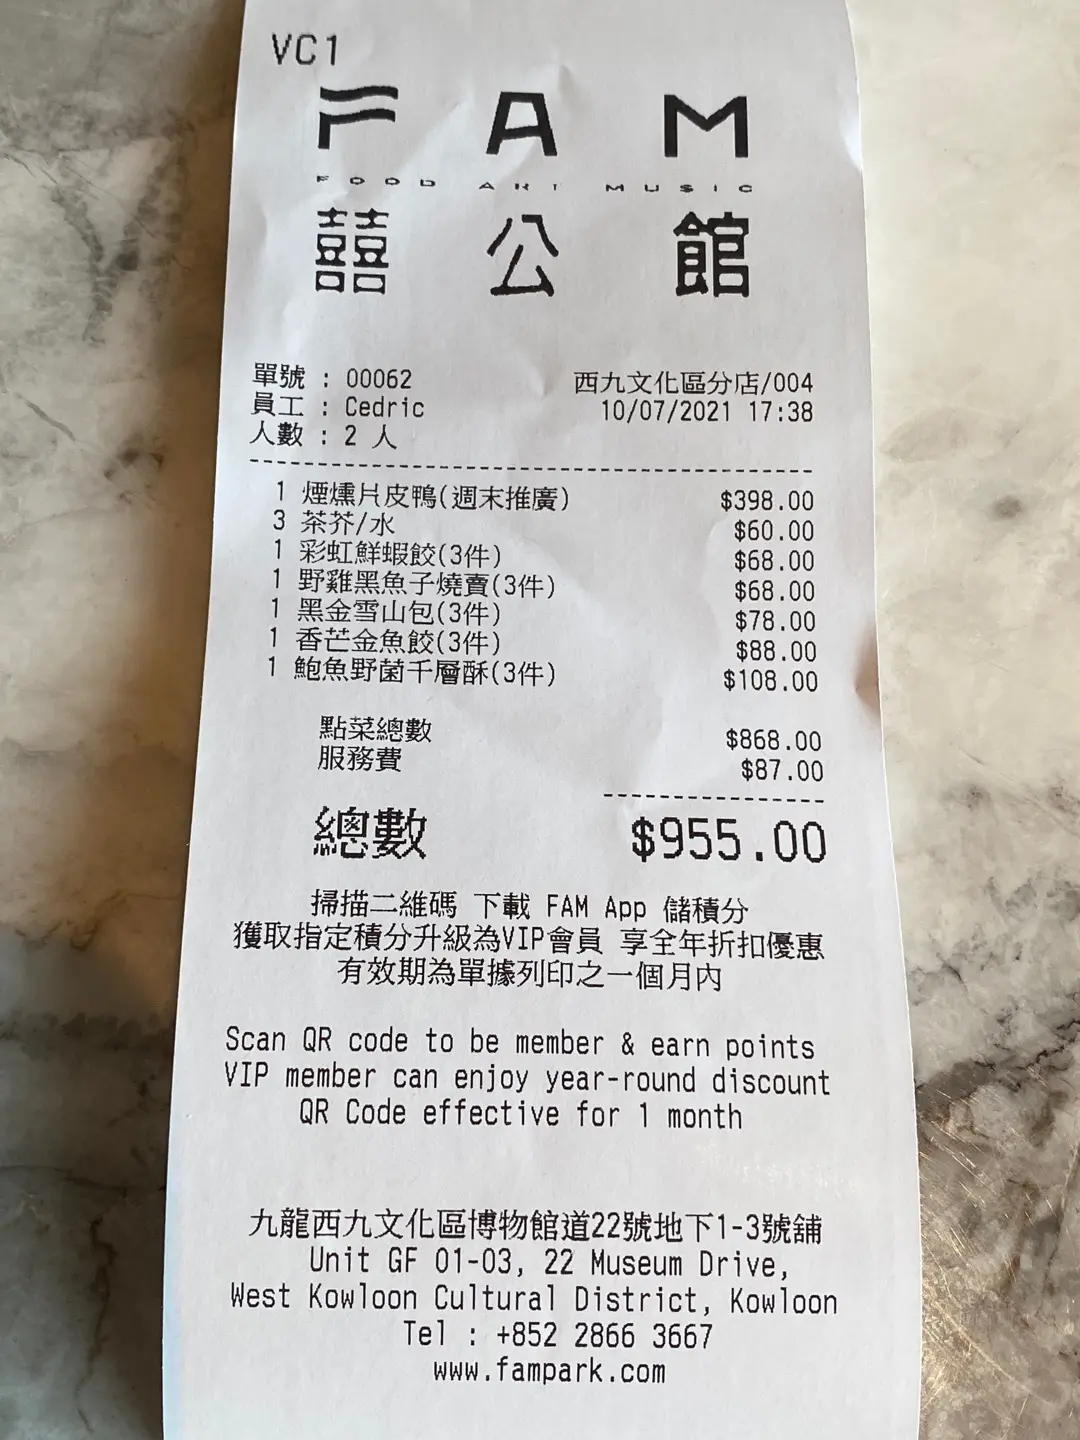 VC1
FAM
FOOD ART MUSIC
囍公館
單號 : 00062
西九文化區分店/004
員工 : Cedric
10/07/2021 17:38
人數 : 2 人
1 煙燻片皮鴨(週末推廣) $398.00
3 茶芥/水 $60.00
1 彩虹鮮蝦餃(3件) $68.00
1 野雞黑魚子燒賣(3件) $68.00
1 黑金雪山包(3件) $78.00
1 香芒金魚餃(3件) $88.00
1 鮑魚野菌千層酥(3件) $108.00
點菜總數 $868.00
服務費 $87.00
總數 $955.00
掃描二維碼 下載 FAM App 儲積分
獲取指定積分升級為VIP會員 享全年折扣優惠
有效期為單據列印之一個月內
Scan QR code to be member & earn points
VIP member can enjoy year-round discount
QR Code effective for 1 month
九龍西九文化區博物館道22號地下1-3號舖
Unit GF 01-03, 22 Museum Drive,
West Kowloon Cultural District, Kowloon
Tel : +852 2866 3667
www.fampark.com